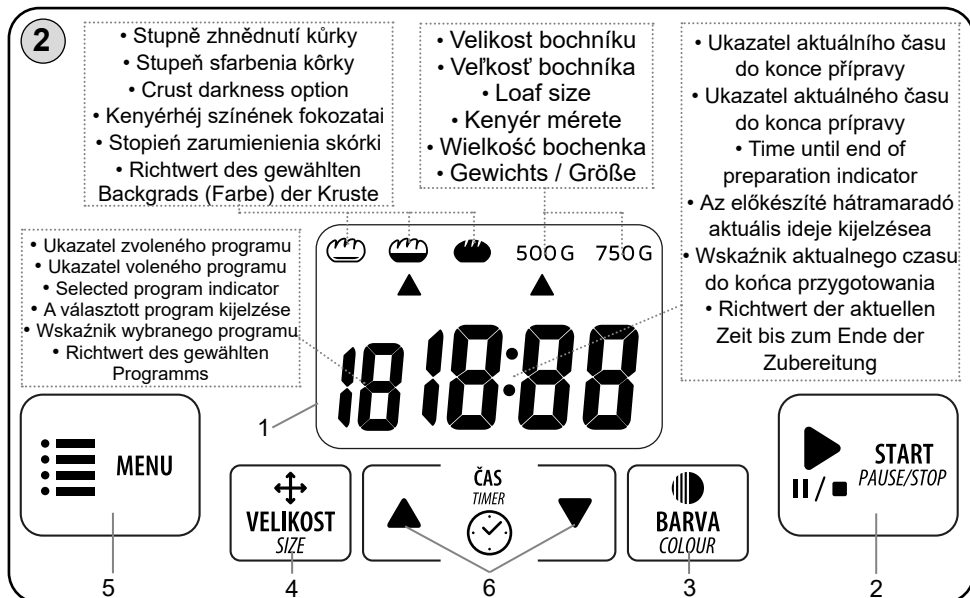 2
• Stupně zhnědnutí kůrky
• Stupeň sfarbenia kôrky
• Crust darkness option
• Kenyérhéj színének fokozatai
• Stopień zarumienienia skórki
• Richtwert des gewählten
Backgrads (Farbe) der Kruste
• Velikost bochníku
• Veľkosť bochníka
• Loaf size
• Kenyér mérete
• Wielkość bochenka
• Gewichts / Größe
• Ukazatel aktuálního času
do konce přípravy
• Ukazatel aktuálného času
do konca prípravy
• Time until end of
preparation indicator
• Az előkészíté hátramaradó
aktuális ideje kijelzésea
• Wskaźnik aktualnego czasu
do końca przygotowania
• Richtwert der aktuellen
Zeit bis zum Ende der
Zubereitung
• Ukazatel zvoleného programu
• Ukazatel voleného programu
• Selected program indicator
• A választott program kijelzése
• Wskaźnik wybranego programu
• Richtwert des gewählten
Programms
500G 750G
18 18:88
1
MENU
VELIKOST
SIZE
ČAS
TIMER
BARVA
COLOUR
START
PAUSE/STOP
5 4 6 3 2